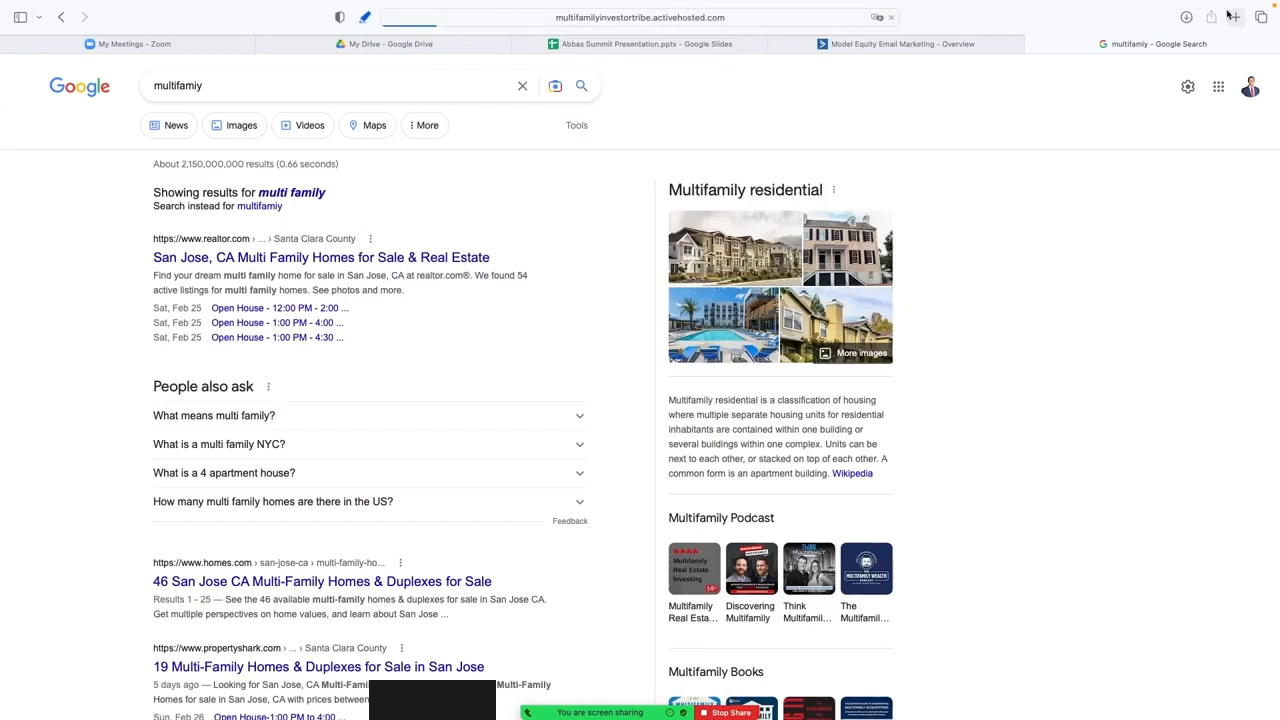 multifamilyinvestortribe.activehosted.com
My Meetings - Zoom
My Drive - Google Drive
Abbas Summit Presentation.pptx - Google Slides
Model Equity Email Marketing - Overview
multifamiy - Google Search
Google
multifamiy
News
Images
Videos
Maps
More
Tools
About 2,150,000,000 results (0.66 seconds)
Showing results for multi family
Search instead for multifamiy
https://www.realtor.com › ... › Santa Clara County
San Jose, CA Multi Family Homes for Sale & Real Estate
Find your dream multi family home for sale in San Jose, CA at realtor.com®. We found 54
active listings for multi family homes. See photos and more.
Sat, Feb 25 Open House - 12:00 PM - 2:00 ...
Sat, Feb 25 Open House - 1:00 PM - 4:00 ...
Sat, Feb 25 Open House - 1:00 PM - 4:30 ...
People also ask
What means multi family?
What is a multi family NYC?
What is a 4 apartment house?
How many multi family homes are there in the US?
Feedback
https://www.homes.com › san-jose-ca › multi-family-ho...
46 San Jose CA Multi-Family Homes & Duplexes for Sale
Results 1 - 25 — See the 46 available multi-family homes & duplexes for sale in San Jose CA.
Get multiple perspectives on home values, and learn about San Jose ...
https://www.propertyshark.com › ... › Santa Clara County
19 Multi-Family Homes & Duplexes for Sale in San Jose
5 days ago — Looking for San Jose, CA Multi-Fami Multi-Family
Homes for sale in San Jose, CA with prices between
Sun, Feb 26 Open House-1:00 PM to 4:00 ...
Multifamily residential
More images
Multifamily residential is a classification of housing
where multiple separate housing units for residential
inhabitants are contained within one building or
several buildings within one complex. Units can be
next to each other, or stacked on top of each other. A
common form is an apartment building. Wikipedia
Multifamily Podcast
Multifamily
Real Estate
Investing
THINK
MULTIFAMILY
THE
MULTIFAMILY WEALTH
PODCAST
Multifamily
Real Esta...
Discovering
Multifamily
Think
Multifamil...
The
Multifamil...
Multifamily Books
You are screen sharing
Stop Share